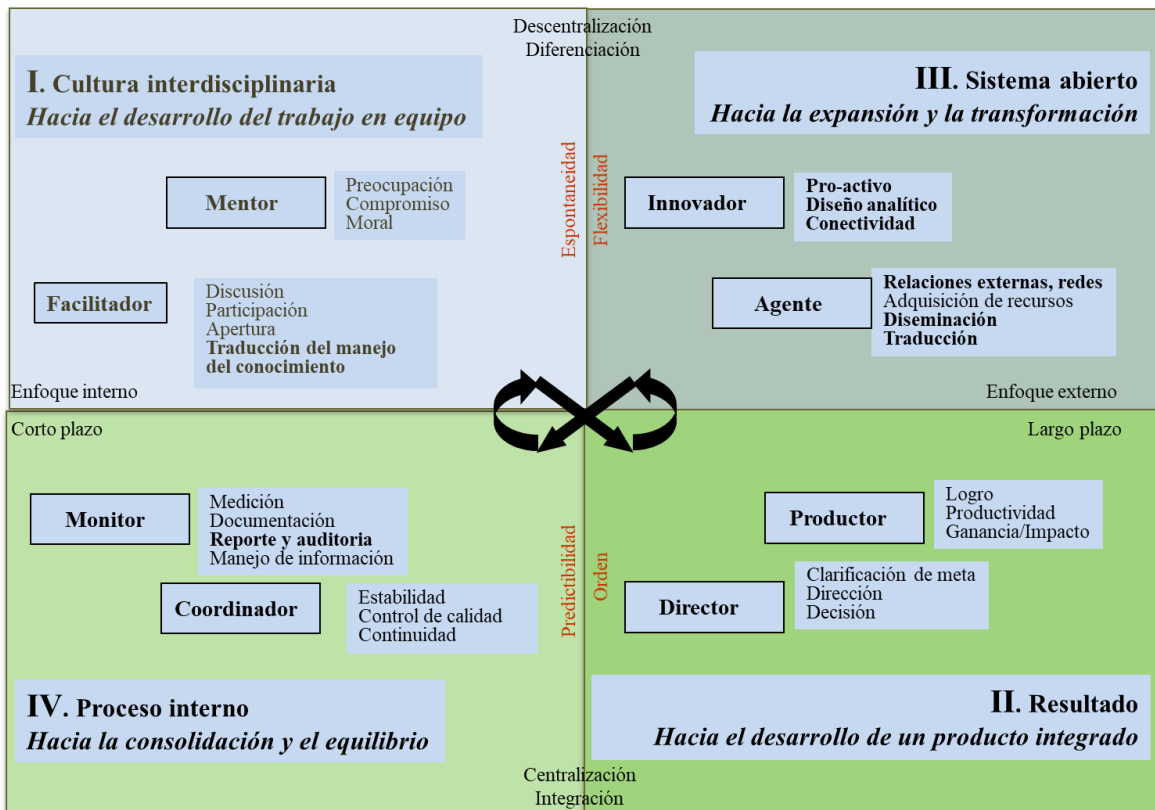 Descentralización
Diferenciación
I. Cultura interdisciplinaria
Hacia el desarrollo del trabajo en equipo
III. Sistema abierto
Hacia la expansión y la transformación
Mentor
Preocupación
Compromiso
Moral
Espontaneidad
Flexibilidad
Innovador
Pro-activo
Diseño analítico
Conectividad
Facilitador
Discusión
Participación
Apertura
Traducción del manejo
del conocimiento
Agente
Relaciones externas, redes
Adquisición de recursos
Diseminación
Traducción
Enfoque interno
Enfoque externo
Corto plazo
Largo plazo
Monitor
Medición
Documentación
Reporte y auditoria
Manejo de información
Coordinador
Estabilidad
Control de calidad
Continuidad
Predictibilidad
Orden
Productor
Logro
Productividad
Ganancia/Impacto
Director
Clarificación de meta
Dirección
Decisión
IV. Proceso interno
Hacia la consolidación y el equilibrio
II. Resultado
Hacia el desarrollo de un producto integrado
Centralización
Integración